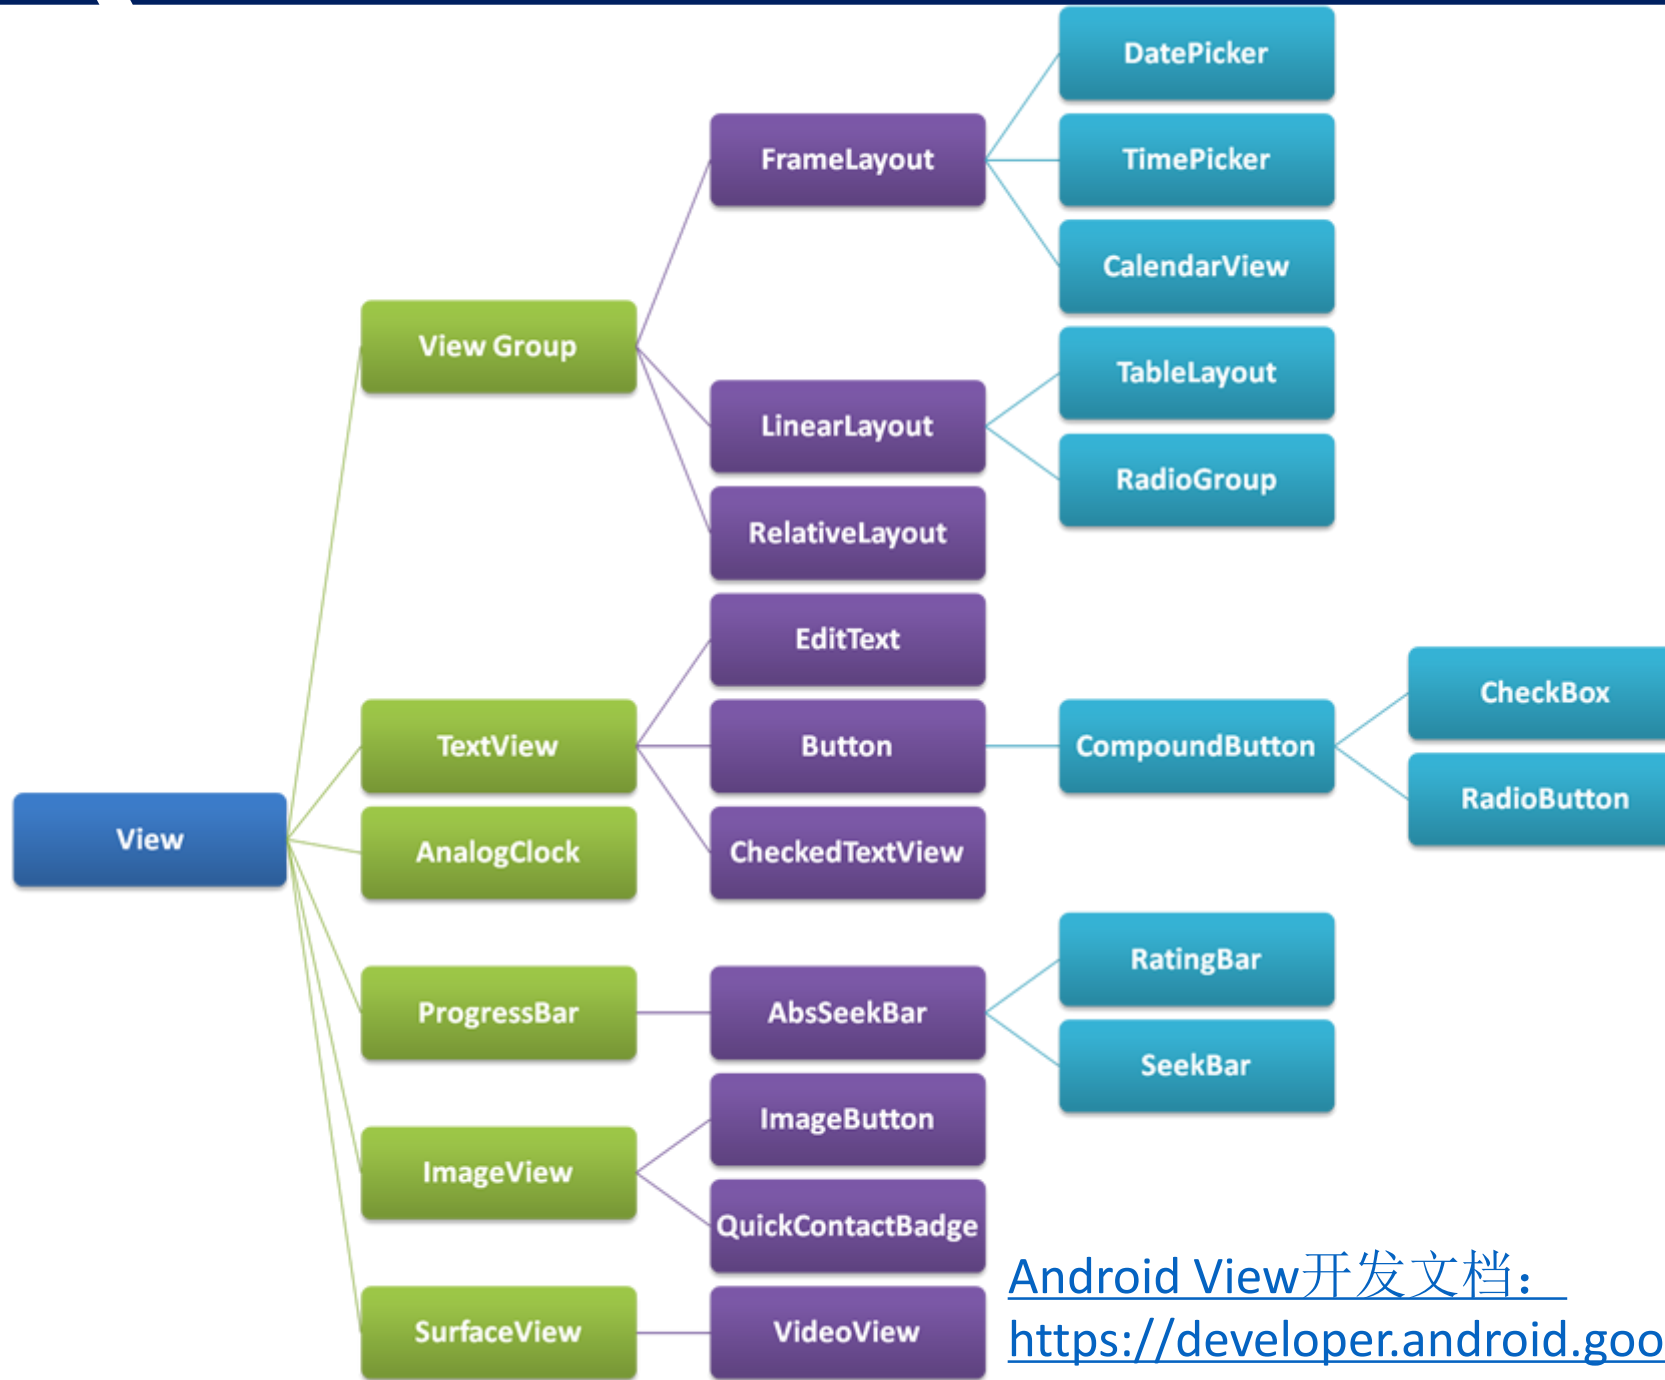 DatePicker
FrameLayout
TimePicker
CalendarView
View Group
TableLayout
LinearLayout
RadioGroup
RelativeLayout
EditText
CheckBox
TextView
Button
CompoundButton
RadioButton
View
AnalogClock
CheckedTextView
RatingBar
ProgressBar
AbsSeekBar
SeekBar
ImageButton
ImageView
QuickContactBadge
Android View开发文档：
SurfaceView
VideoView
https://developer.android.goo